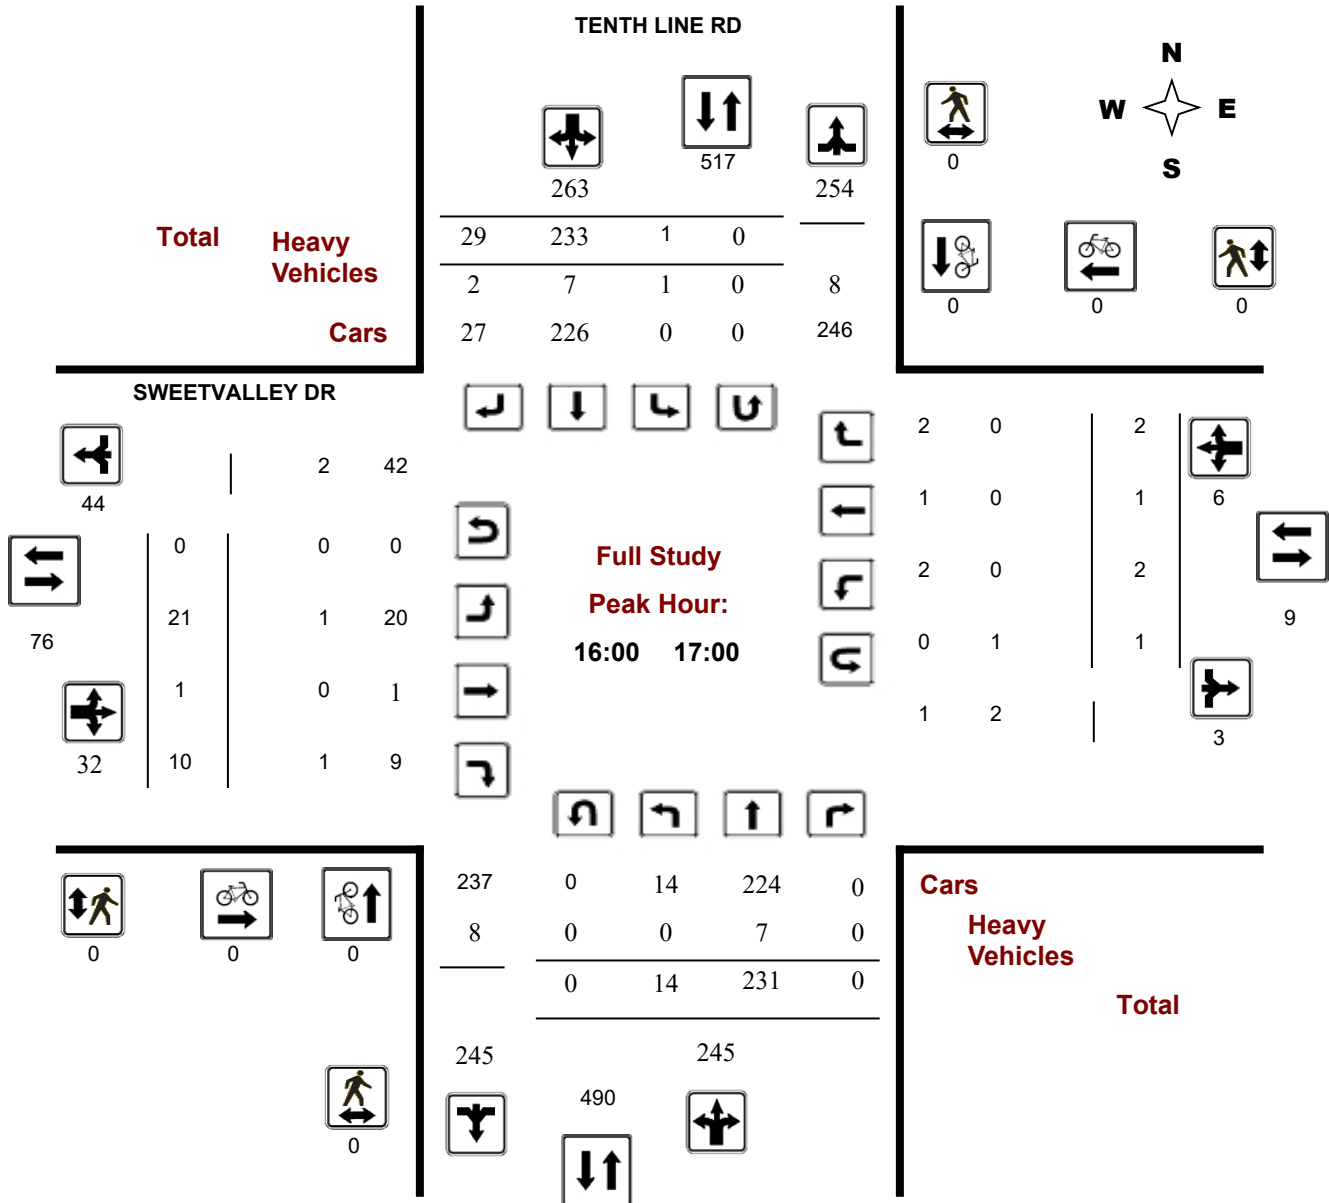 TENTH LINE RD
N
W E
S
517
0
263 254
Total Heavy Vehicles
29 233 1 0
2 7 1 0 8
Cars
27 226 0 0 246
0 0 0
SWEETVALLEY DR
2 42
44
0 0 0
21 1 20
76
1 0 1
32
10 1 9
Full Study
Peak Hour:
16:00 17:00
2 0 2
1 0 1
6
2 0 2
9
0 1 1
1 2
3
237 0 14 224 0
Cars
8 0 0 7 0
Heavy Vehicles
0 0 0
0 14 231 0
Total
245 245
490
0